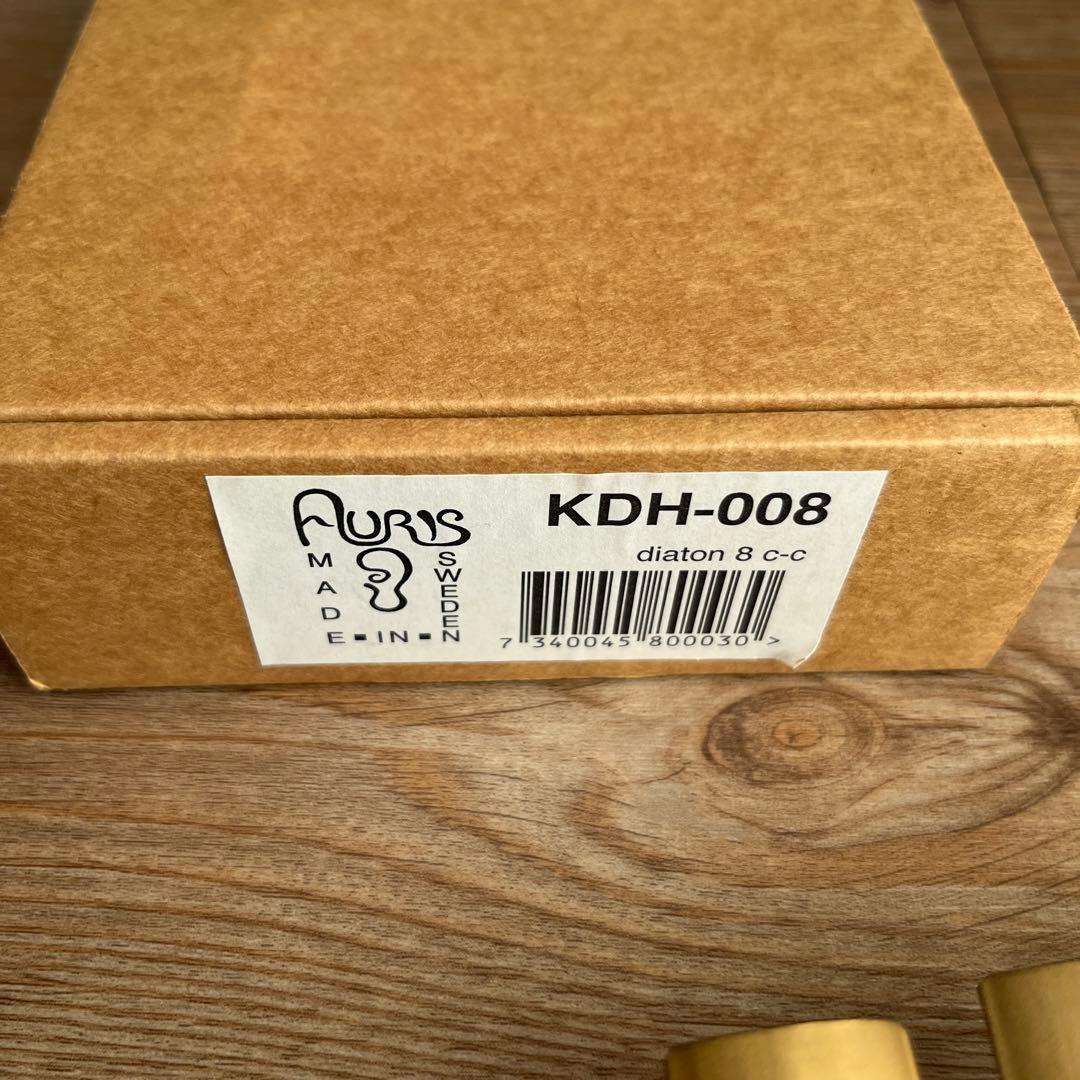 AURIS
MADE-IN-SWEDEN
KDH-008
diaton 8 c-c
7 340045 800030 >